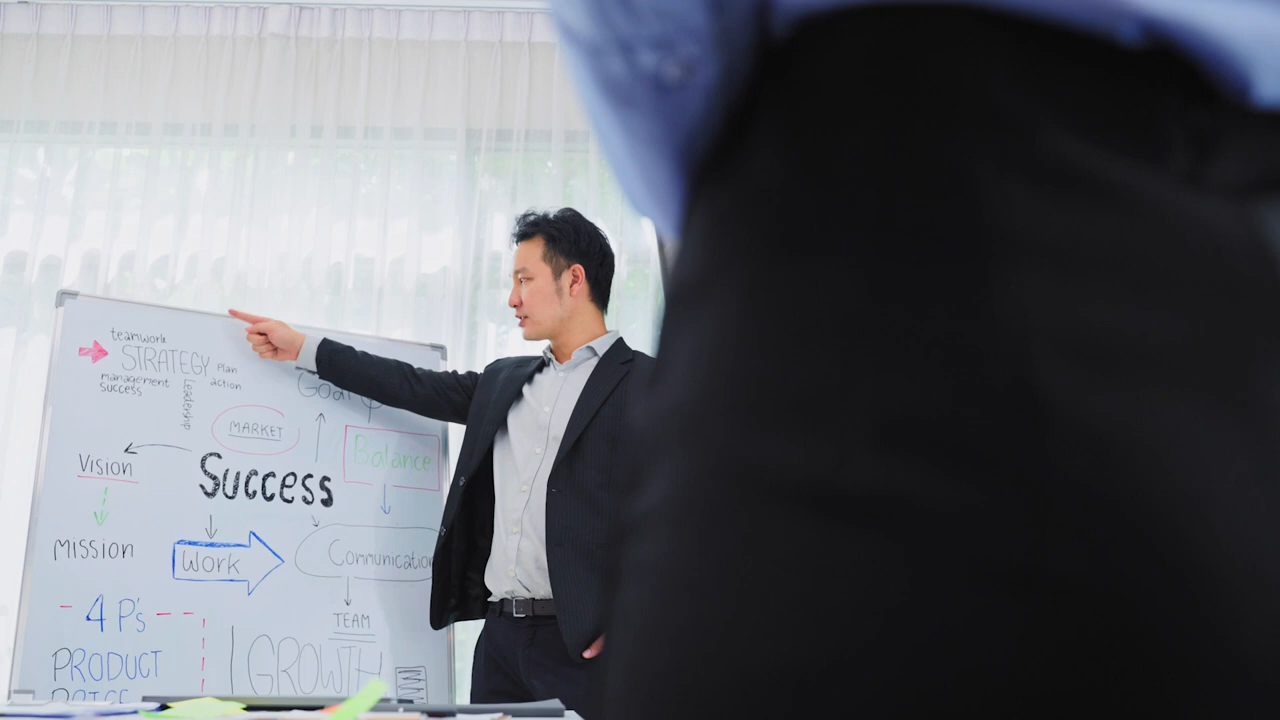 teamwork
STRATEGY
Plan
management
action
success
Leadership
Goal
MARKET
Balance
Vision
Success
Mission
Work
Communication
4 P's
TEAM
PRODUCT
GROWTH
PRICE